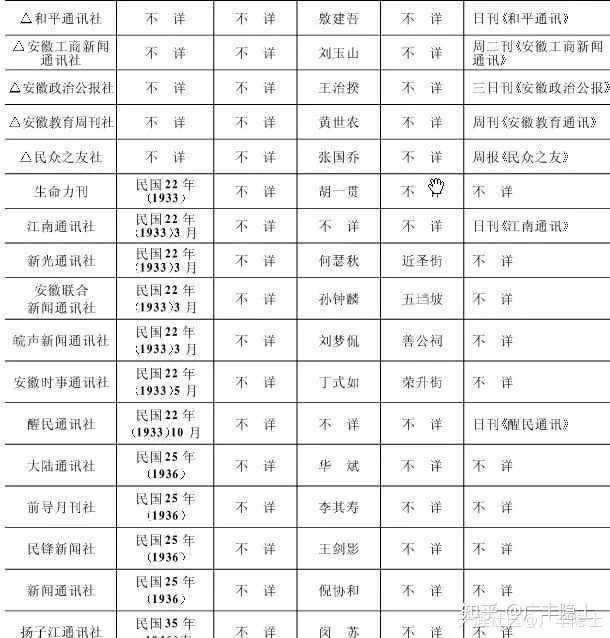 △和平通讯社 不详 不详 敫建吾 不详 日刊《和平通讯》
△安徽工商新闻通讯社 不详 不详 刘玉山 不详 周二刊《安徽工商新闻通讯》
△安徽政治公报社 不详 不详 王治揆 不详 三日刊《安徽政治公报》
△安徽教育周刊社 不详 不详 黄世农 不详 周刊《安徽教育通讯》
△民众之友社 不详 不详 张国乔 不详 周报《民众之友》
生命力刊 民国22年(1933) 不详 胡一贯 不 不详
江南通讯社 民国22年(1933)3月 不详 不详 不详 日刊《江南通讯》
新光通讯社 民国22年(1933)3月 不详 何瑟秋 近圣街 不详
安徽联合新闻通讯社 民国22年(1933)3月 不详 孙钟麟 五垱坡 不详
皖声新闻通讯社 民国22年(1933)3月 不详 刘梦侃 善公祠 不详
安徽时事通讯社 民国22年(1933)5月 不详 丁式如 荣升街 不详
醒民通讯社 民国22年(1933)10月 不详 不详 不详 日刊《醒民通讯》
大陆通讯社 民国25年(1936) 不详 华斌 不详 不详
前导月刊社 民国25年(1936) 不详 李其寿 不详 不详
民锋新闻社 民国25年(1936) 不详 王剑影 不详 不详
新闻通讯社 民国25年(1936) 不详 倪协和 不详 不详
扬子江通讯社 民国35年 不详 闵苏 不详 不详
知乎 @广丰隐士